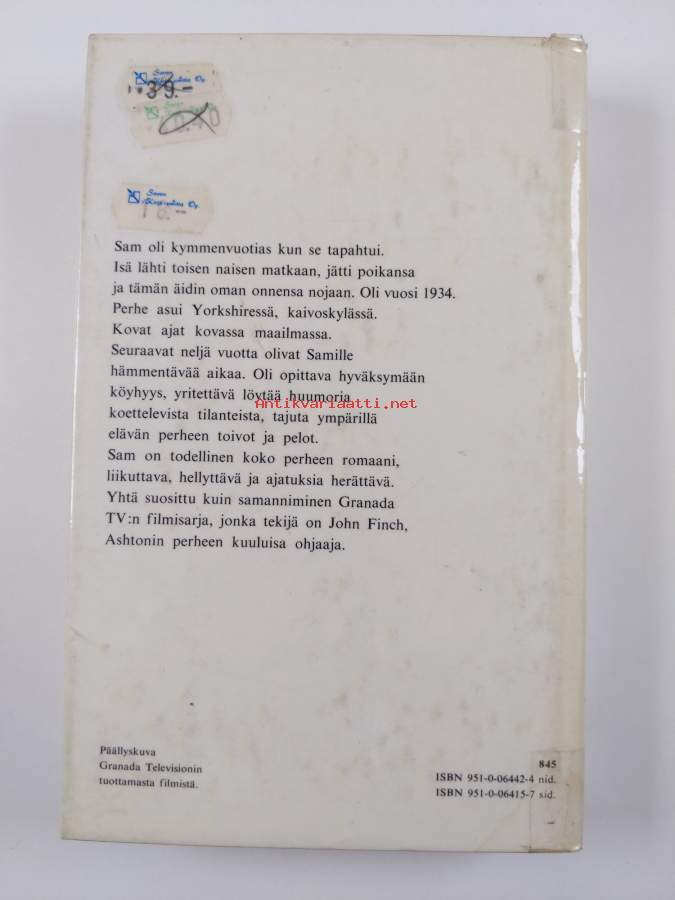 39.-
Sam oli kymmenvuotias kun se tapahtui.
Isä lähti toisen naisen matkaan, jätti poikansa
ja tämän äidin oman onnensa nojaan. Oli vuosi 1934.
Perhe asui Yorkshiressä, kaivoskylässä.
Kovat ajat kovassa maailmassa.
Seuraavat neljä vuotta olivat Samille
hämmentävää aikaa. Oli opittava hyväksymään
köyhyys, yritettävä löytää huumoria
Antikvariaatti.net
koettelevista tilanteista, tajuta ympärillä
elävän perheen toivot ja pelot.
Sam on todellinen koko perheen romaani,
liikuttava, hellyttävä ja ajatuksia herättävä.
Yhtä suosittu kuin samanniminen Granada
TV:n filmisarja, jonka tekijä on John Finch,
Ashtonin perheen kuuluisa ohjaaja.
Päällyskuva
Granada Televisionin
tuottamasta filmistä.
845
ISBN 951-0-06442-4 nid.
ISBN 951-0-06415-7 sid.